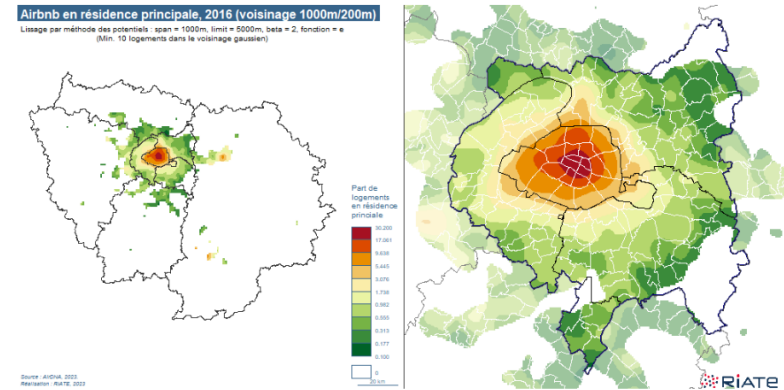 Airbnb en résidence principale, 2016 (voisinage 1000m/200m)
Lissage par méthode des potentiels : span = 1000m, limit = 5000m, beta = 2, fonction = e
(Min. 10 logements dans le voisinage gaussien)
Part de
logements
en résidence
princiale
30.200
17.061
9.638
5.445
3.076
1.738
0.982
0.555
0.313
0.177
0.100
0
20 km
Source : AirDNA, 2023
Réalisation : RIATE, 2023
RIATE